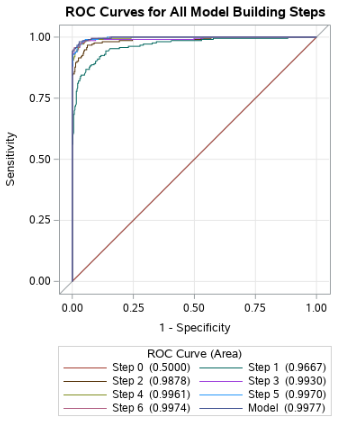 ROC Curves for All Model Building Steps
1.00
0.75
0.50
0.25
0.00
Sensitivity
0.00 0.25 0.50 0.75 1.00
1 - Specificity
ROC Curve (Area)
Step 0 (0.5000) Step 1 (0.9667)
Step 2 (0.9878) Step 3 (0.9930)
Step 4 (0.9961) Step 5 (0.9970)
Step 6 (0.9974) Model (0.9977)